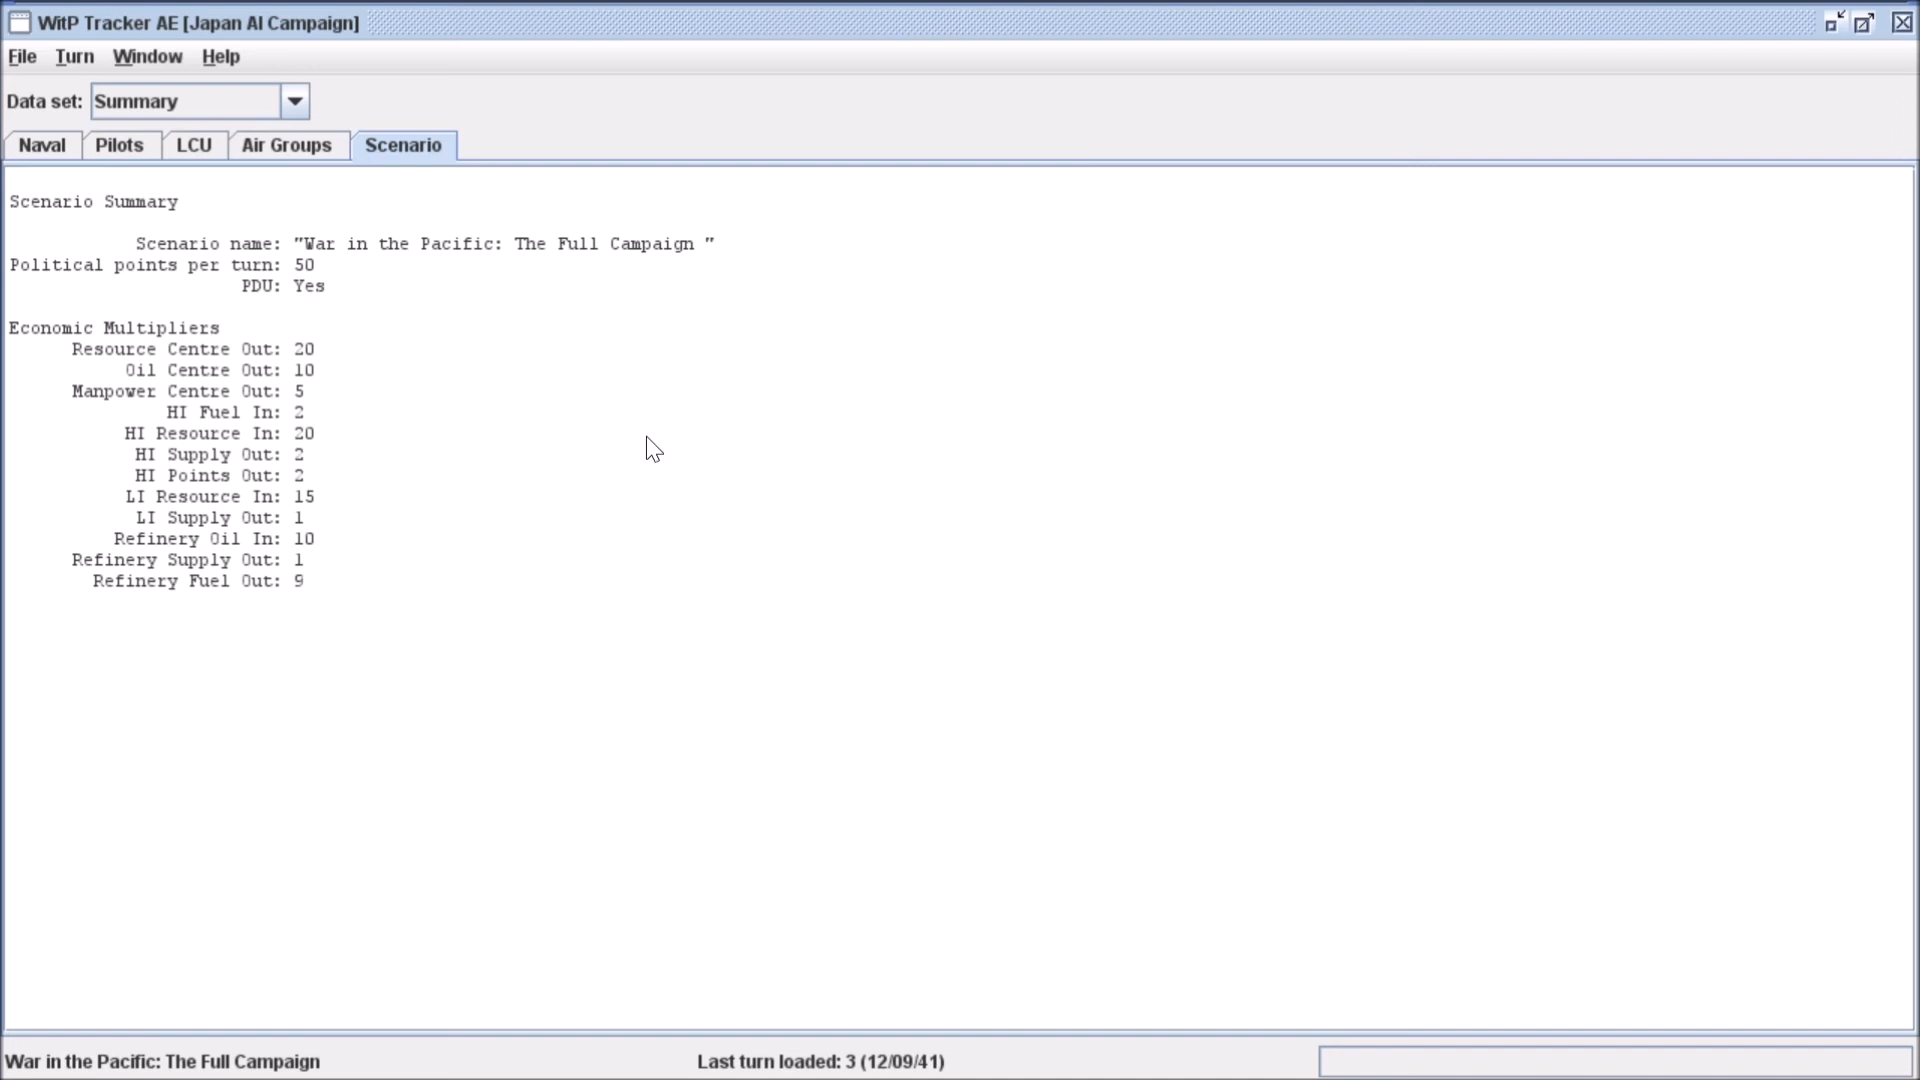 WitP Tracker AE [Japan AI Campaign]
File Turn Window Help
Data set: Summary
Naval Pilots LCU Air Groups Scenario
Scenario Summary
Scenario name: "War in the Pacific: The Full Campaign "
Political points per turn: 50
PDU: Yes
Economic Multipliers
Resource Centre Out: 20
Oil Centre Out: 10
Manpower Centre Out: 5
HI Fuel In: 2
HI Resource In: 20
HI Supply Out: 2
HI Points Out: 2
LI Resource In: 15
LI Supply Out: 1
Refinery Oil In: 10
Refinery Supply Out: 1
Refinery Fuel Out: 9
War in the Pacific: The Full Campaign Last turn loaded: 3 (12/09/41)